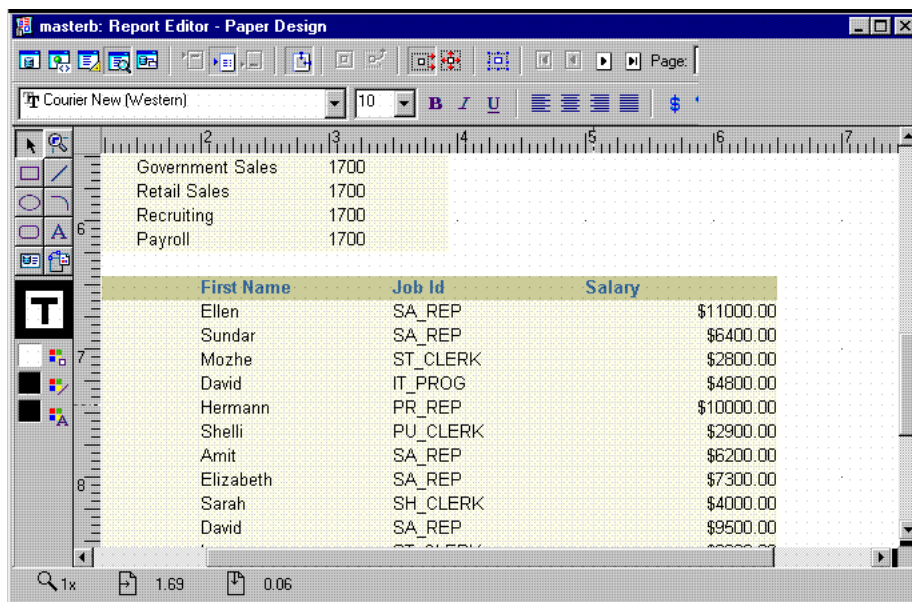 masterb: Report Editor - Paper Design
Page:
Courier New (Western) 10 B I U $
2 3 4 5 6 7
Government Sales 1700
Retail Sales 1700
Recruiting 1700
6
Payroll 1700
First Name Job Id Salary
Ellen SA_REP $11000.00
Sundar SA_REP $6400.00
7
Mozhe ST_CLERK $2800.00
David IT_PROG $4800.00
Hermann PR_REP $10000.00
Shelli PU_CLERK $2900.00
Amit SA_REP $6200.00
8
Elizabeth SA_REP $7300.00
Sarah SH_CLERK $4000.00
David SA_REP $9500.00
1x 1.69 0.06